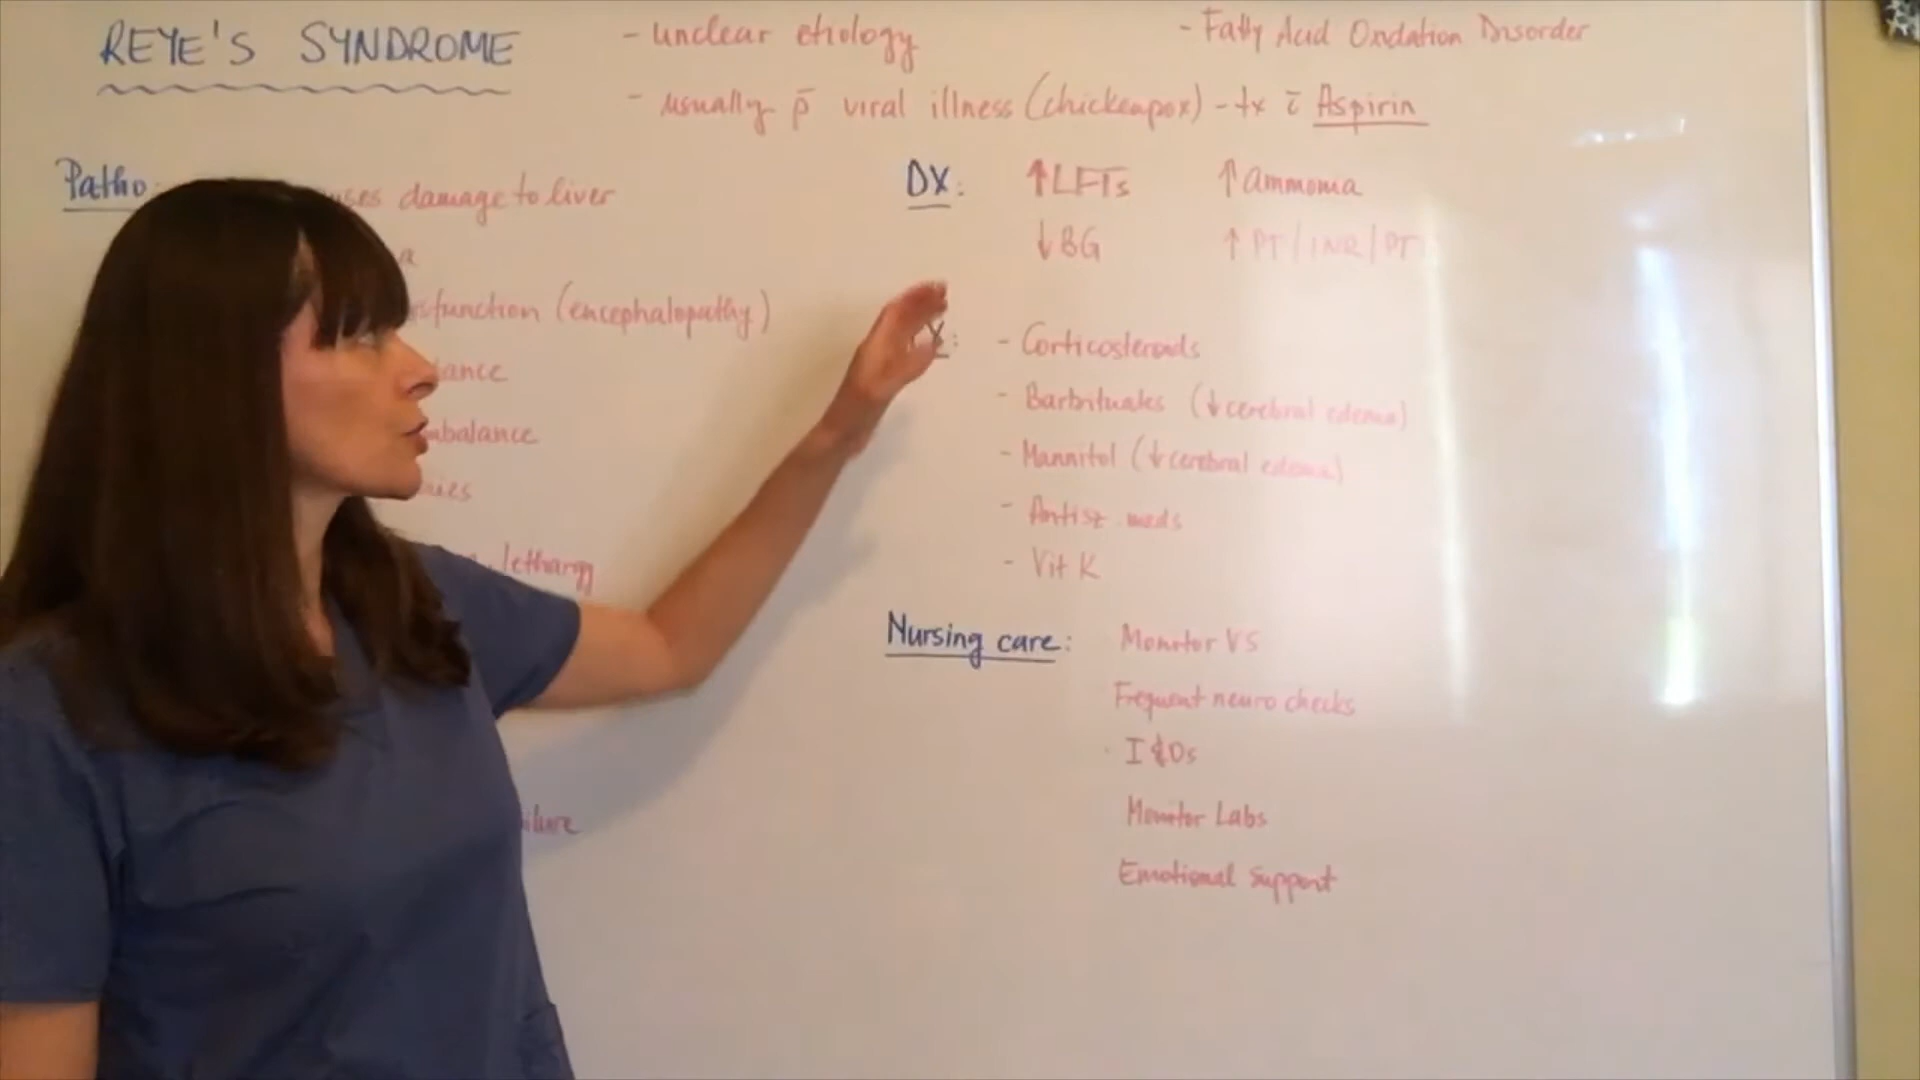 REYE'S SYNDROME
- unclear etiology
- Fatty Acid Oxidation Disorder
- usually p̄ viral illness (chickenpox) - tx c̄ Aspirin
Patho:
damage to liver
(encephalopathy)
lethargy
DX:
↑LFTs
↑ammonia
↓BG
↑ PT/INR/PT
- Corticosteroids
- Barbituates (↓cerebral edema)
- Mannitol (↓cerebral edema)
- Antisz meds
- Vit K
Nursing care:
Monitor VS
Frequent neuro checks
I&Os
Monitor Labs
Emotional support